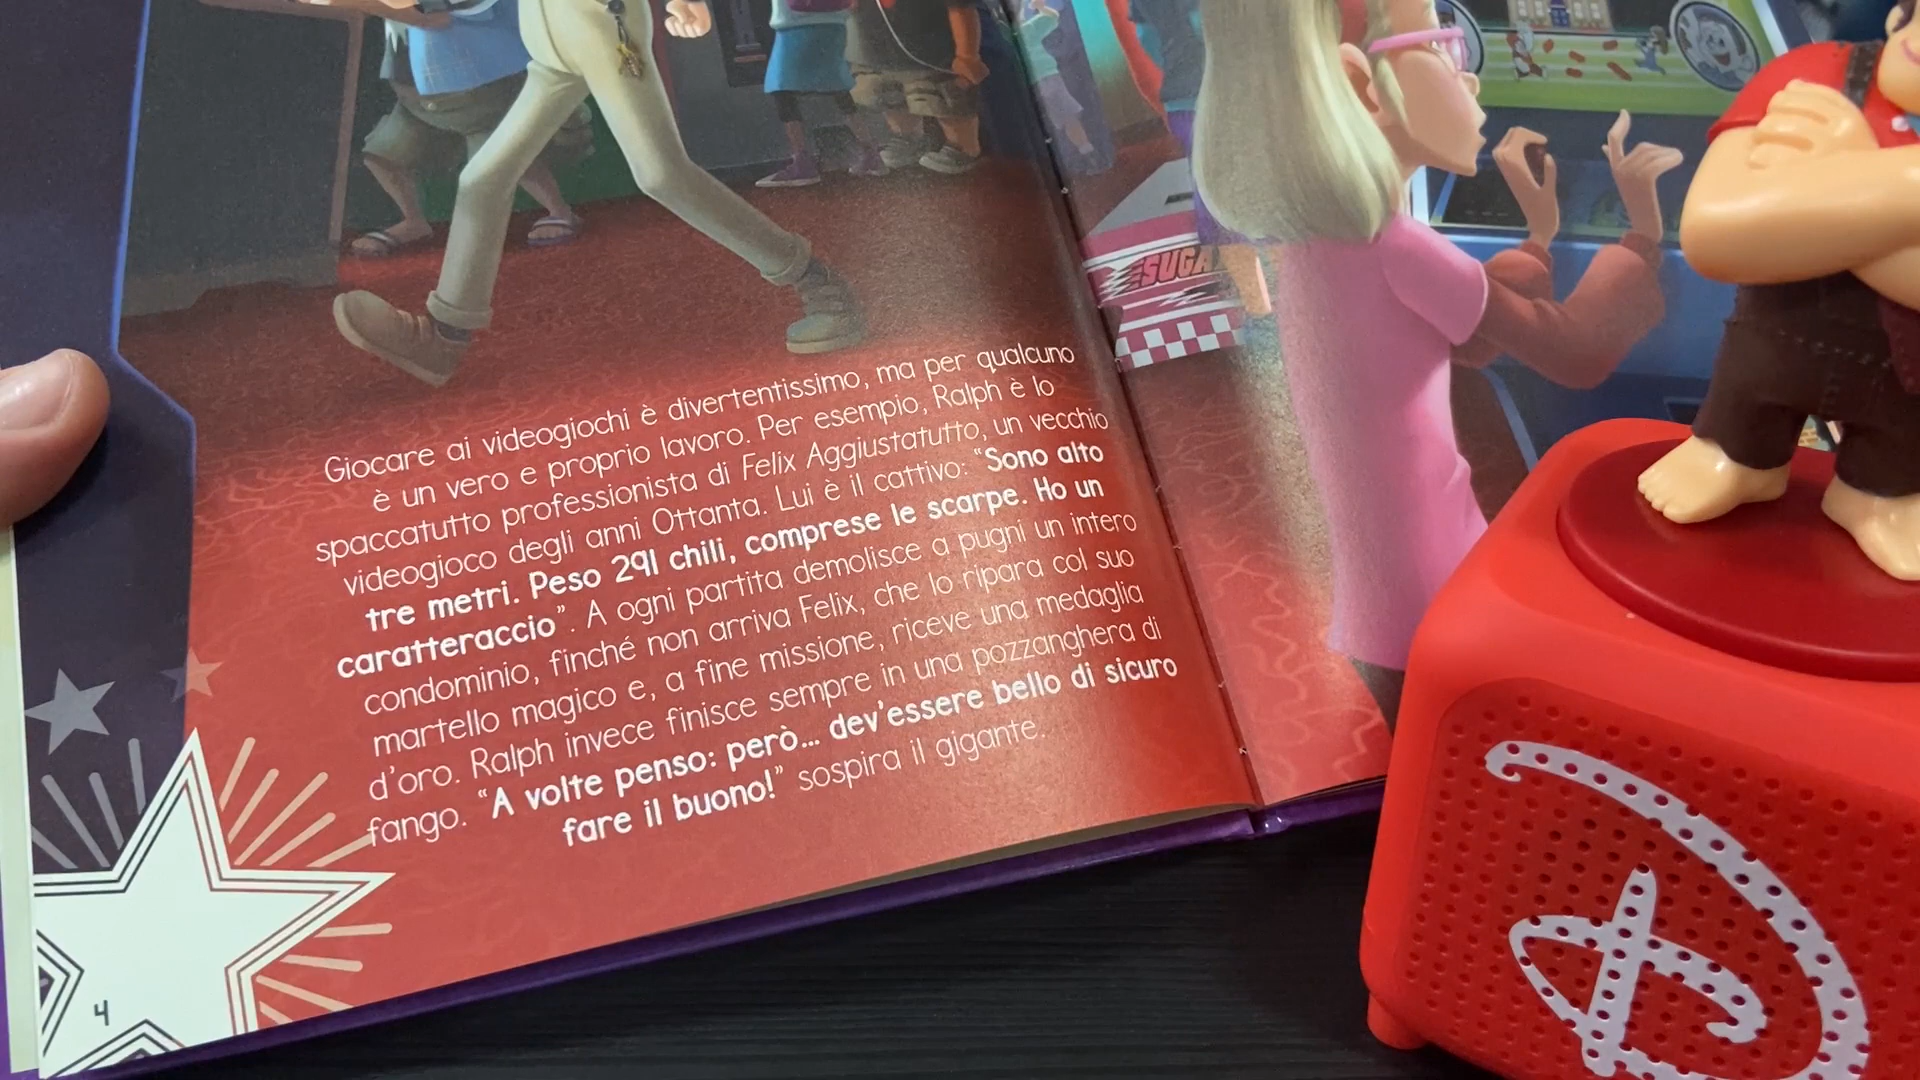 Giocare ai videogiochi è divertentissimo, ma per qualcuno
è un vero e proprio lavoro. Per esempio, Ralph è lo
spaccatutto professionista di Felix Aggiustatutto, un vecchio
videogioco degli anni Ottanta. Lui è il cattivo: “Sono alto
tre metri. Peso 291 chili, comprese le scarpe. Ho un
caratteraccio”. A ogni partita demolisce a pugni un intero
condominio, finché non arriva Felix, che lo ripara col suo
martello magico e, a fine missione, riceve una medaglia
d’oro. Ralph invece finisce sempre in una pozzanghera di
fango. “A volte penso: però... dev’essere bello di sicuro
fare il buono!” sospira il gigante.
4
SUGA
D